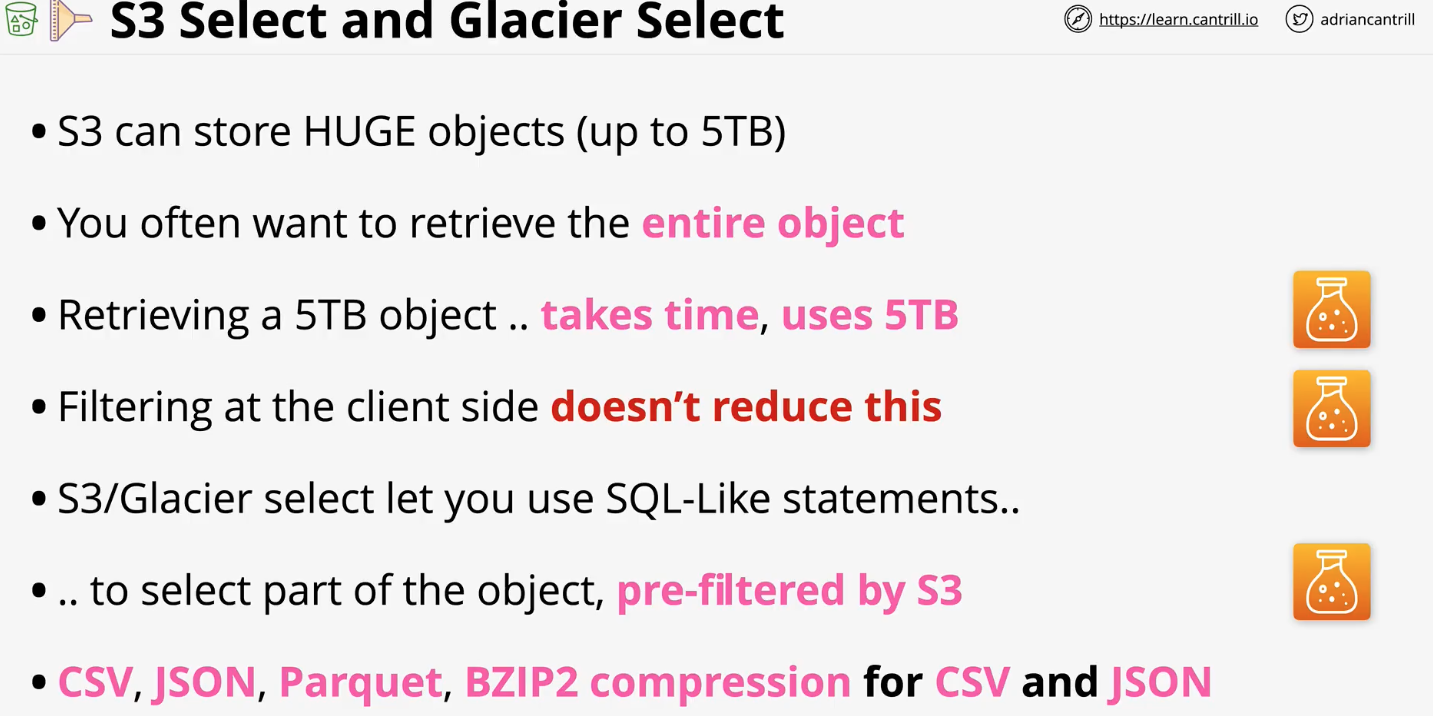 S3 Select and Glacier Select
https://learn.cantrill.io
adriancantrill
• S3 can store HUGE objects (up to 5TB)
• You often want to retrieve the entire object
• Retrieving a 5TB object .. takes time, uses 5TB
• Filtering at the client side doesn’t reduce this
• S3/Glacier select let you use SQL-Like statements..
• .. to select part of the object, pre-filtered by S3
• CSV, JSON, Parquet, BZIP2 compression for CSV and JSON